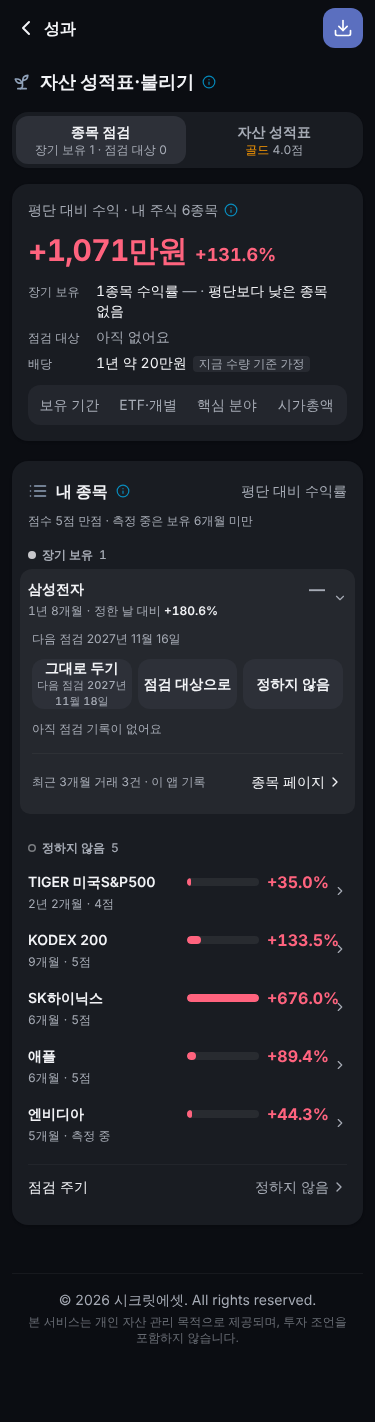 성과
자산 성적표·불리기
종목 점검
장기 보유 1 · 점검 대상 0
자산 성적표
골드 4.0점
평단 대비 수익 · 내 주식 6종목
+1,071만원 +131.6%
장기 보유 1종목 수익률 — · 평단보다 낮은 종목
없음
점검 대상 아직 없어요
배당 1년 약 20만원 지금 수량 기준 가정
보유 기간 ETF·개별 핵심 분야 시가총액
내 종목 평단 대비 수익률
점수 5점 만점 · 측정 중은 보유 6개월 미만
장기 보유 1
삼성전자 —
1년 8개월 · 정한 날 대비 +180.6%
다음 점검 2027년 11월 16일
그대로 두기
다음 점검 2027년
11월 18일
점검 대상으로
정하지 않음
아직 점검 기록이 없어요
최근 3개월 거래 3건 · 이 앱 기록 종목 페이지
정하지 않음 5
TIGER 미국S&P500 +35.0%
2년 2개월 · 4점
KODEX 200 +133.5%
9개월 · 5점
SK하이닉스 +676.0%
6개월 · 5점
애플 +89.4%
6개월 · 5점
엔비디아 +44.3%
5개월 · 측정 중
점검 주기 정하지 않음
© 2026 시크릿에셋. All rights reserved.
본 서비스는 개인 자산 관리 목적으로 제공되며, 투자 조언을
포함하지 않습니다.